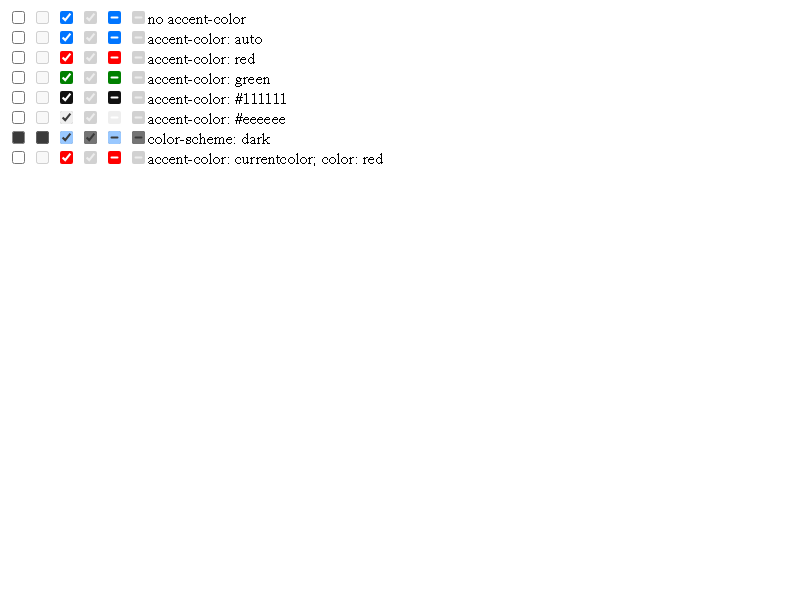 no accent-color
accent-color: auto
accent-color: red
accent-color: green
accent-color: #111111
accent-color: #eeeeee
color-scheme: dark
accent-color: currentcolor; color: red